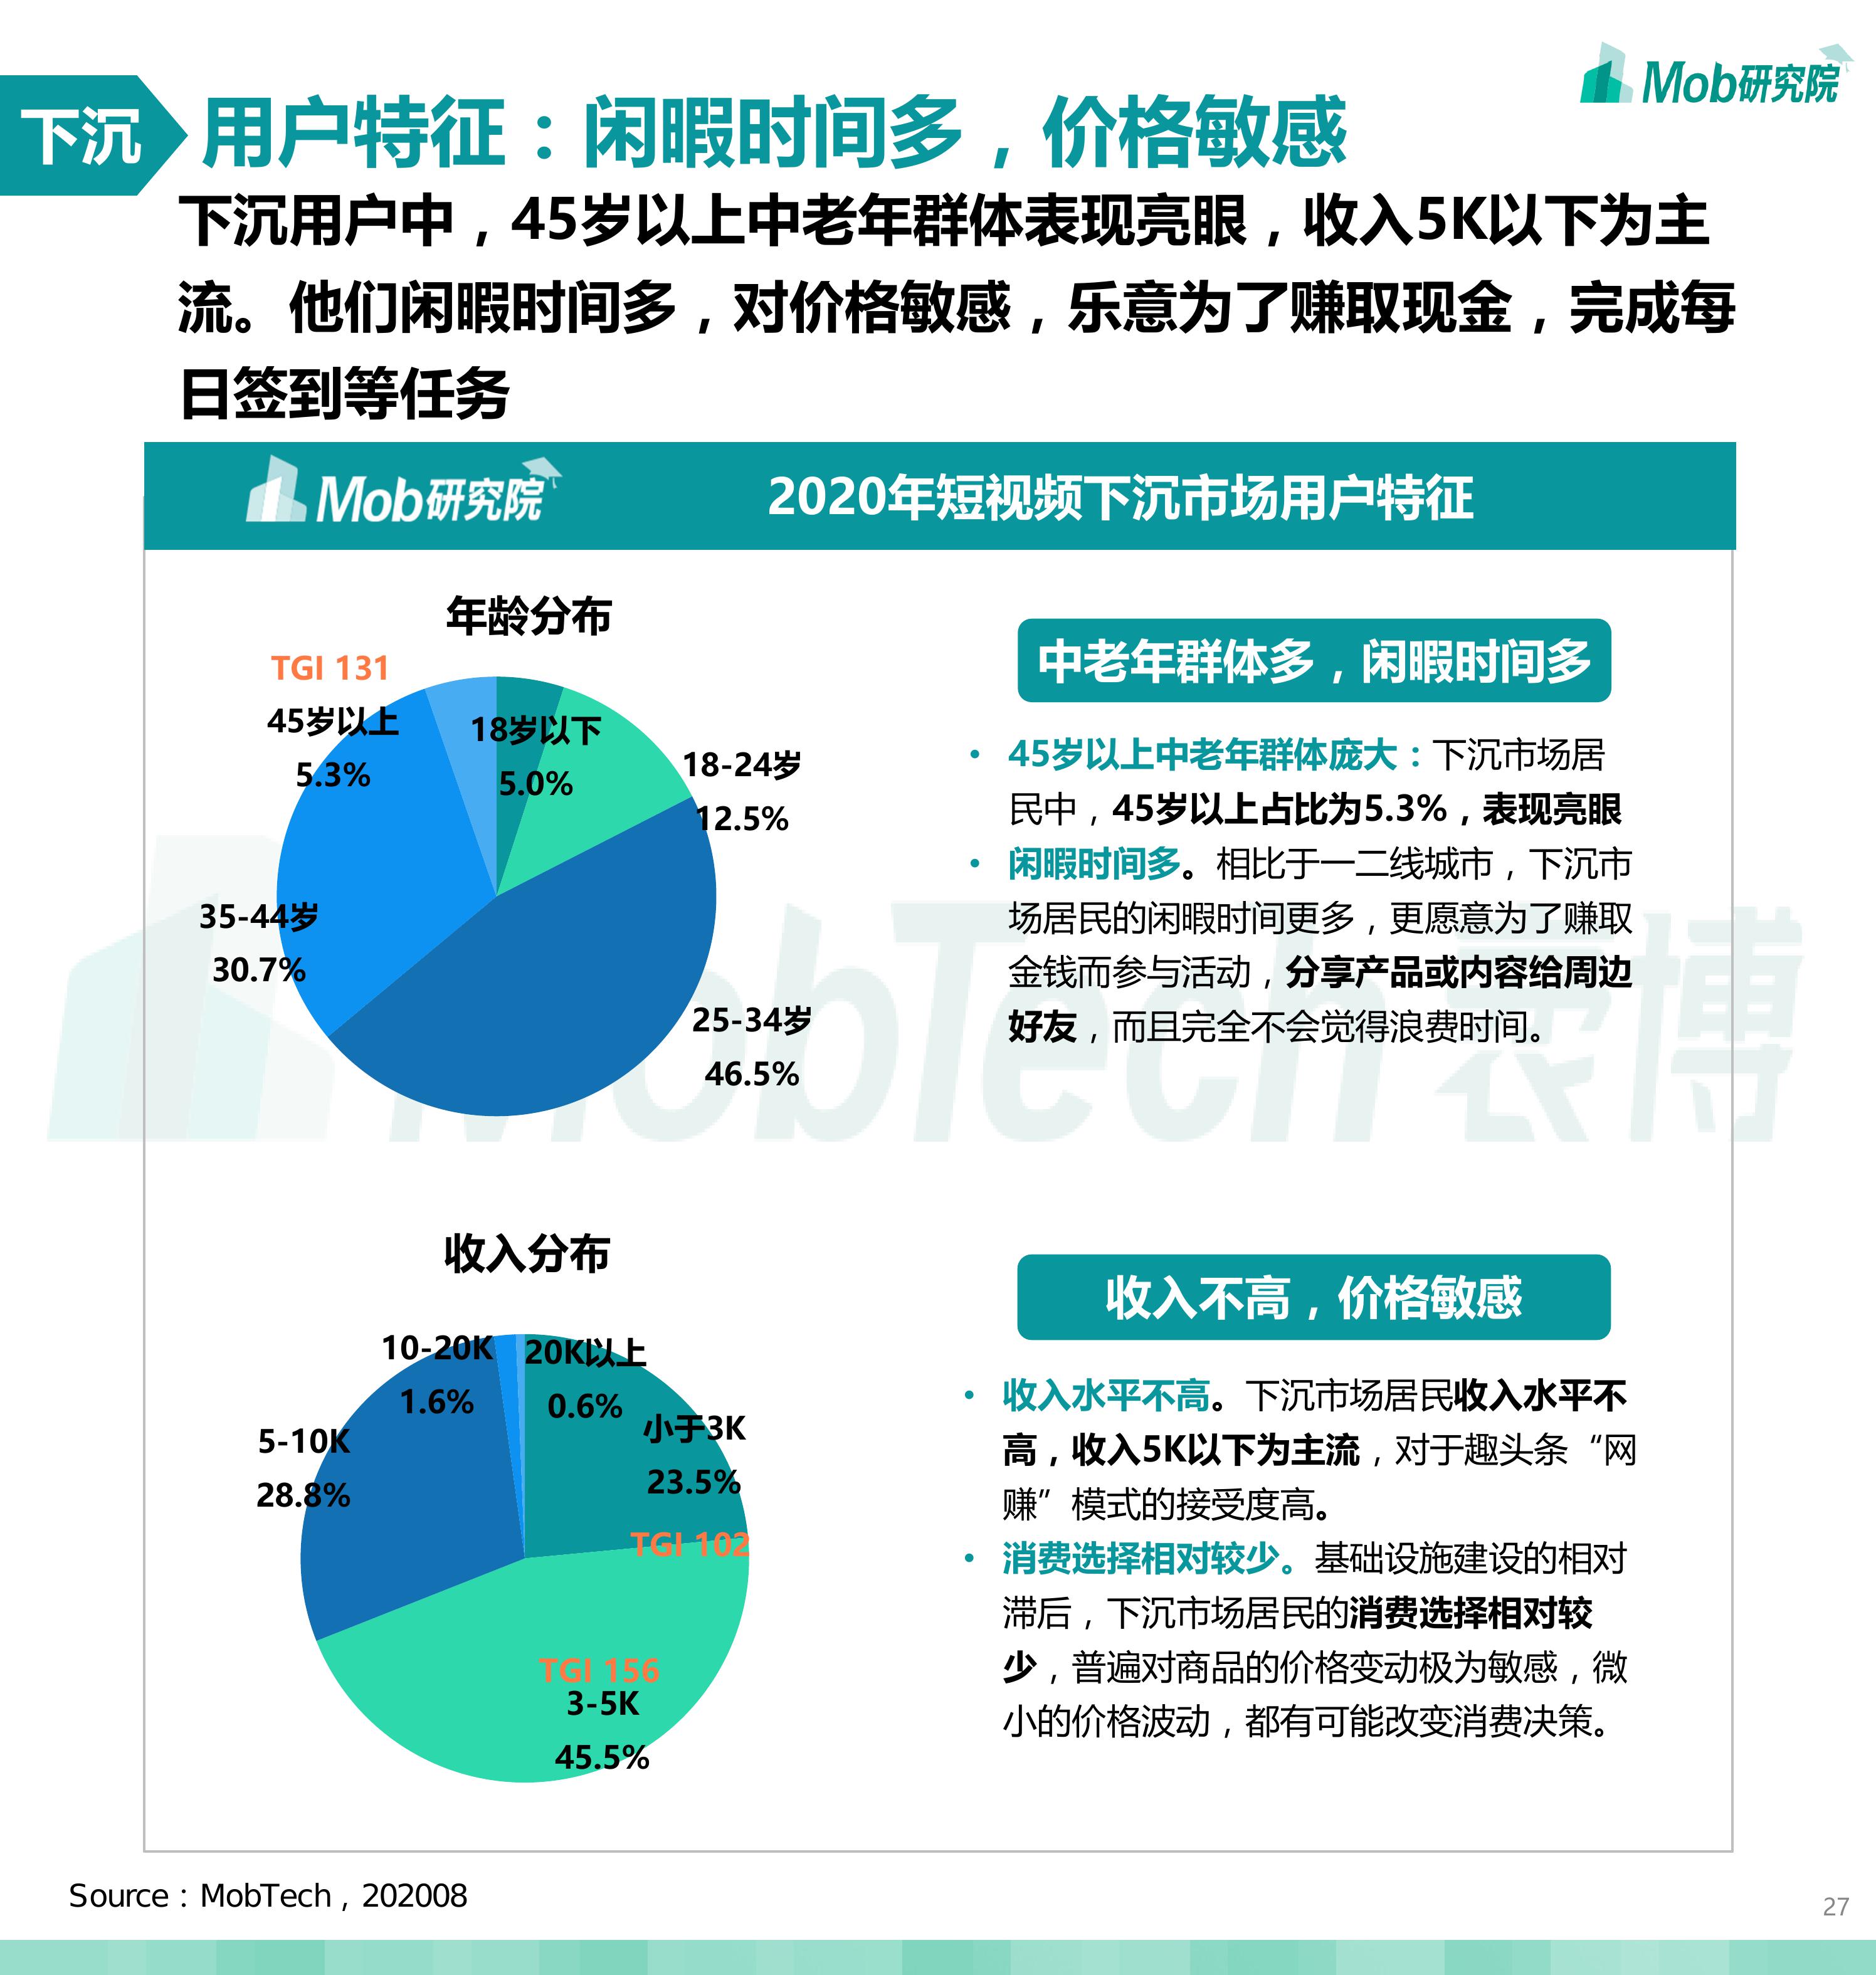 Mob研究院
下沉
用户特征：闲暇时间多，价格敏感
下沉用户中，45岁以上中老年群体表现亮眼，收入5K以下为主
流。他们闲暇时间多，对价格敏感，乐意为了赚取现金，完成每
日签到等任务
Mob研究院
2020年短视频下沉市场用户特征
年龄分布
TGI 131
45岁以上
5.3%
18岁以下
5.0%
18-24岁
12.5%
35-44岁
30.7%
25-34岁
46.5%
中老年群体多，闲暇时间多
• 45岁以上中老年群体庞大：下沉市场居
民中，45岁以上占比为5.3%，表现亮眼
• 闲暇时间多。相比于一二线城市，下沉市
场居民的闲暇时间更多，更愿意为了赚取
金钱而参与活动，分享产品或内容给周边
好友，而且完全不会觉得浪费时间。
MobTech 袤博
收入分布
10-20K
1.6%
20K以上
0.6%
小于3K
23.5%
TGI 102
5-10K
28.8%
TGI 156
3-5K
45.5%
收入不高，价格敏感
• 收入水平不高。下沉市场居民收入水平不
高，收入5K以下为主流，对于趣头条“网
赚”模式的接受度高。
• 消费选择相对较少。基础设施建设的相对
滞后，下沉市场居民的消费选择相对较
少，普遍对商品的价格变动极为敏感，微
小的价格波动，都有可能改变消费决策。
Source：MobTech，202008
27